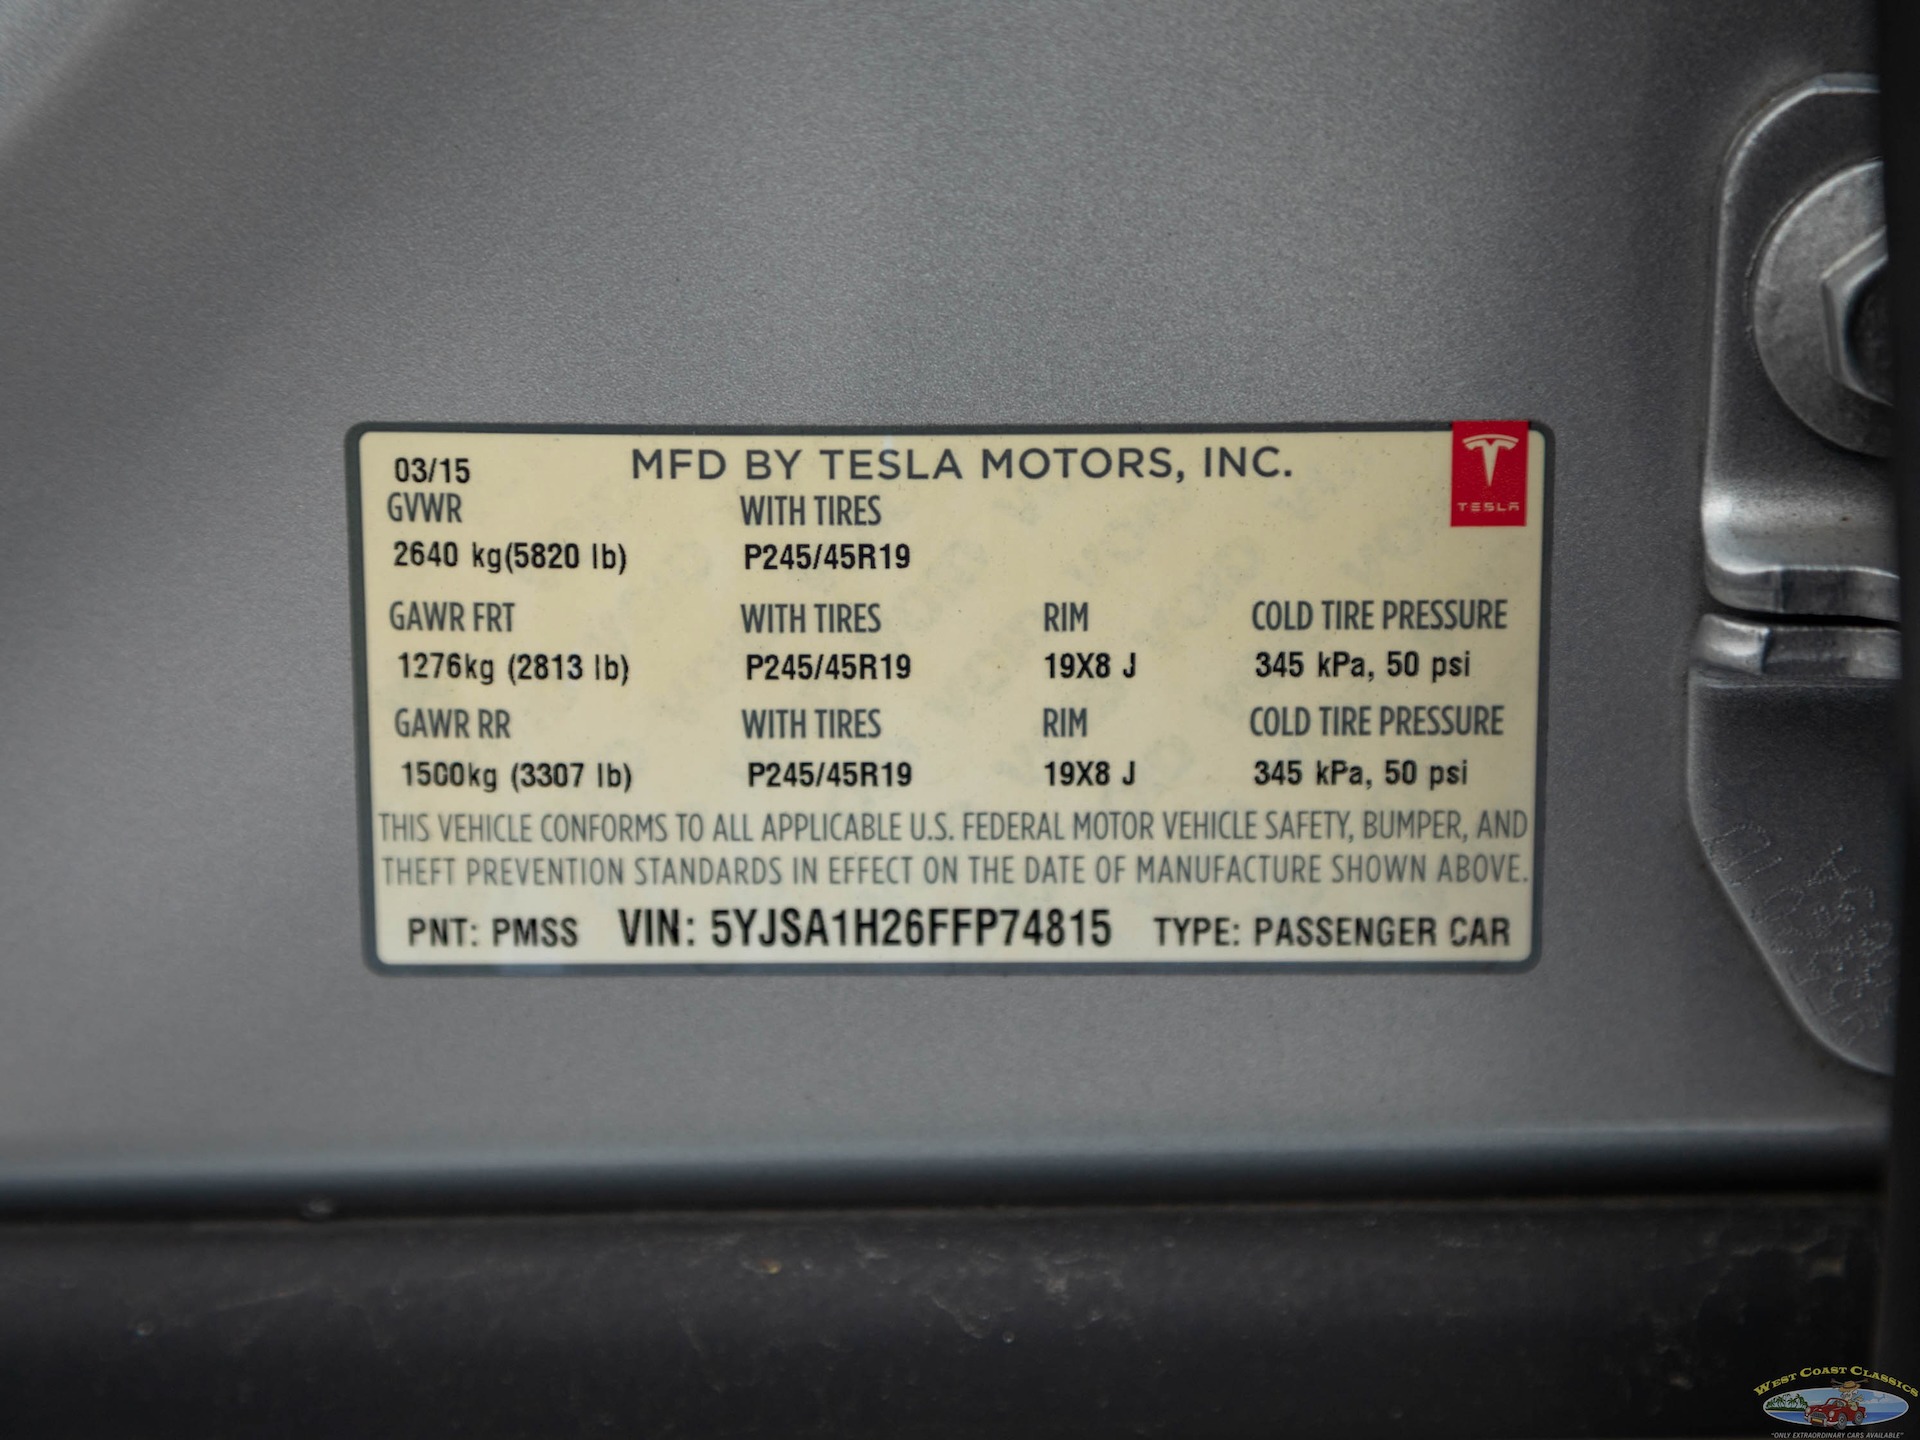 03/15 MFD BY TESLA MOTORS, INC.
TESLA
GVWR WITH TIRES
2640 kg(5820 lb) P245/45R19
GAWR FRT WITH TIRES RIM COLD TIRE PRESSURE
1276kg (2813 lb) P245/45R19 19X8 J 345 kPa, 50 psi
GAWR RR WITH TIRES RIM COLD TIRE PRESSURE
1500kg (3307 lb) P245/45R19 19X8 J 345 kPa, 50 psi
THIS VEHICLE CONFORMS TO ALL APPLICABLE U.S. FEDERAL MOTOR VEHICLE SAFETY, BUMPER, AND
THEFT PREVENTION STANDARDS IN EFFECT ON THE DATE OF MANUFACTURE SHOWN ABOVE.
PNT: PMSS VIN: 5YJSA1H26FFP74815 TYPE: PASSENGER CAR
WEST COAST CLASSICS
"ONLY EXTRAORDINARY CARS AVAILABLE"